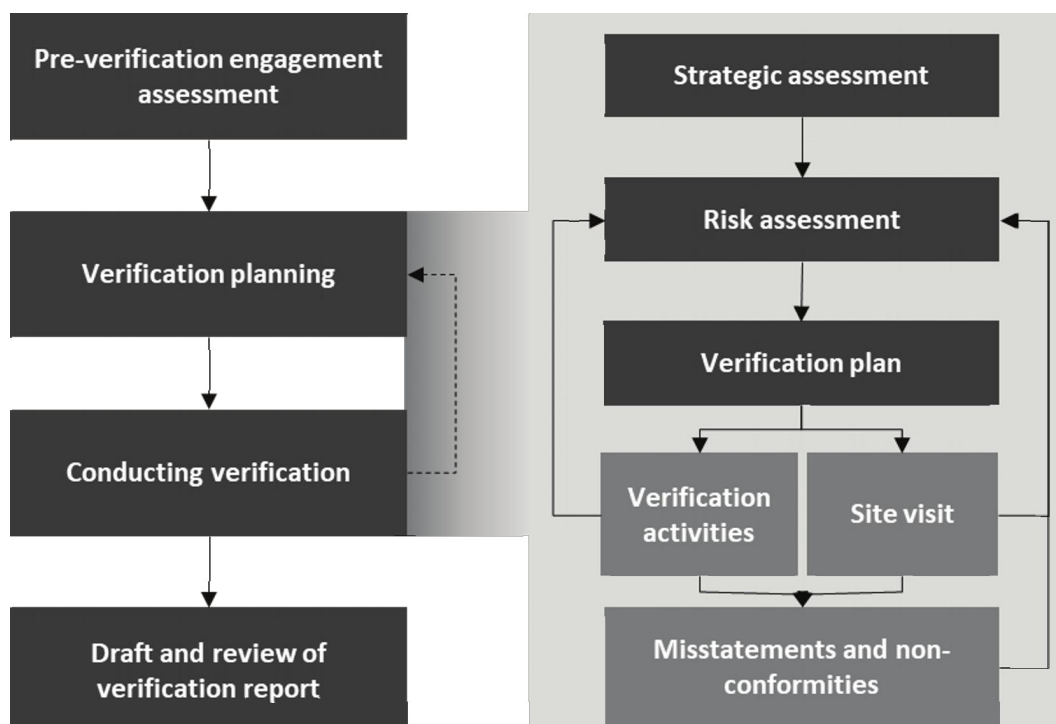 Pre-verification engagement
assessment
Verification planning
Conducting verification
Draft and review of
verification report
Strategic assessment
Risk assessment
Verification plan
Verification
activities
Site visit
Misstatements and non-
conformities